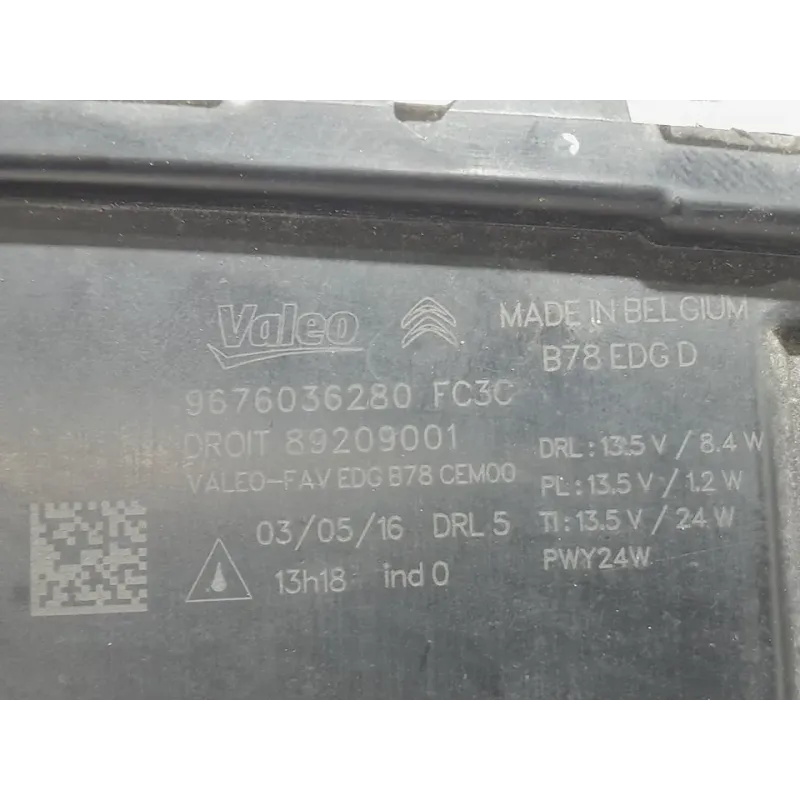 Valeo
MADE IN BELGIUM
B78 EDG D
9676036280 FC3C
DROIT 89209001
VALEO-FAV EDG B78 CEM00
03/05/16 DRL 5
13h18 ind 0
DRL : 13.5 V / 8.4 W
PL : 13.5 V / 1.2 W
TI : 13.5 V / 24 W
PWY24W